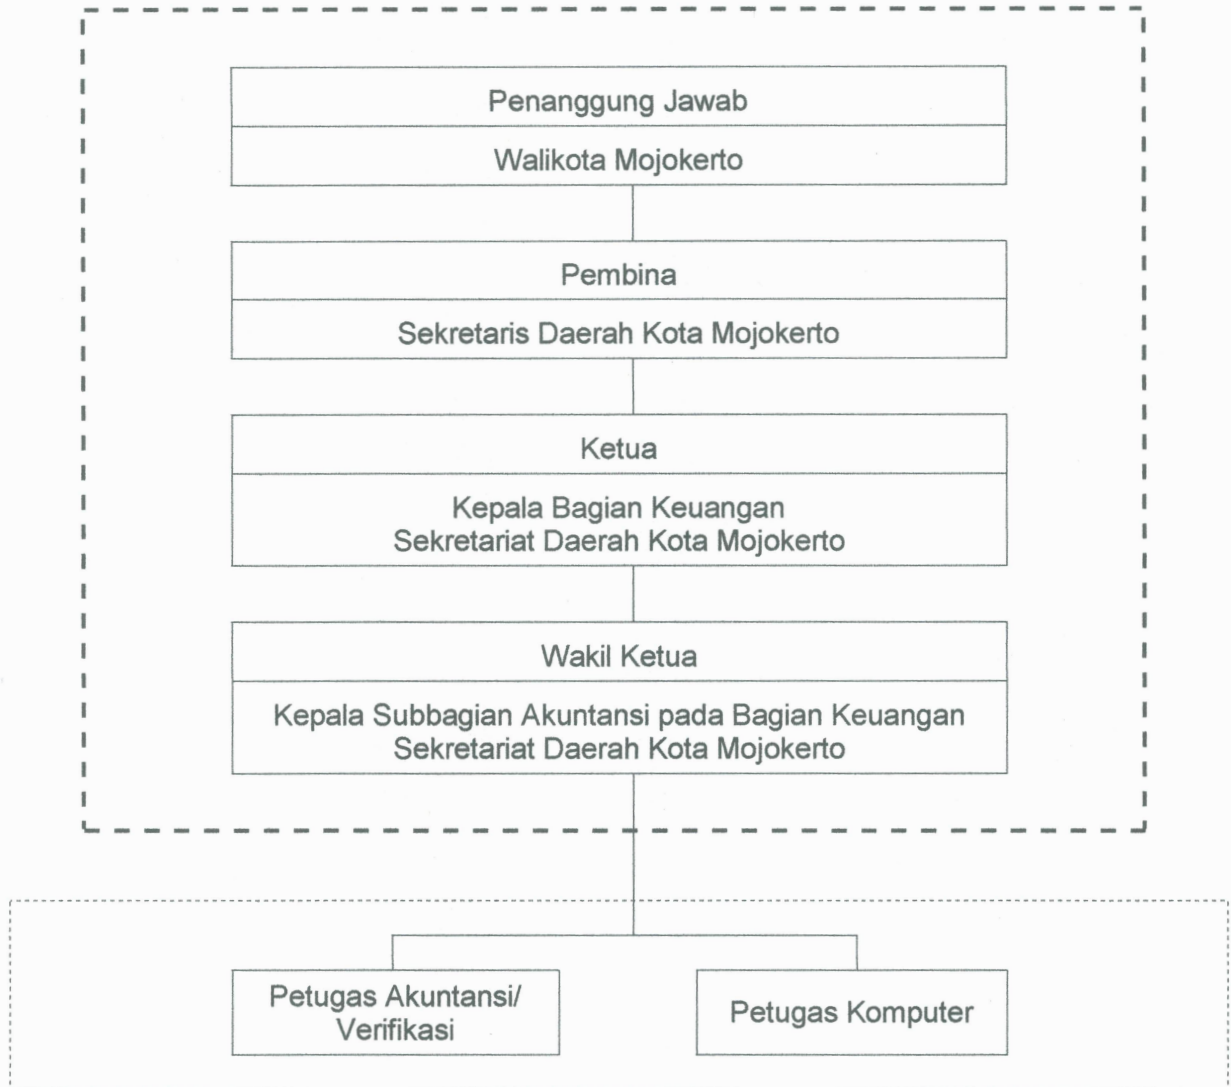 Penanggung Jawab
Walikota Mojokerto
Pembina
Sekretaris Daerah Kota Mojokerto
Ketua
Kepala Bagian Keuangan
Sekretariat Daerah Kota Mojokerto
Wakil Ketua
Kepala Subbagian Akuntansi pada Bagian Keuangan
Sekretariat Daerah Kota Mojokerto
Petugas Akuntansi/
Verifikasi
Petugas Komputer